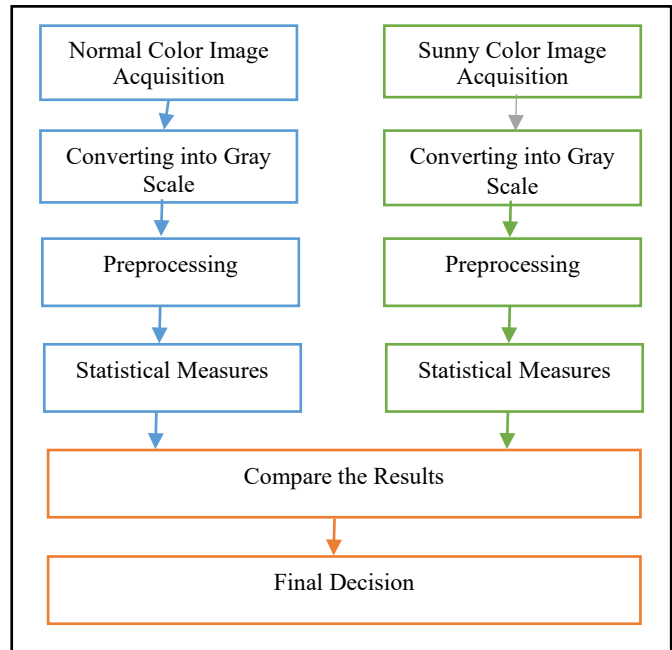 Normal Color Image
Acquisition
Sunny Color Image
Acquisition
Converting into Gray
Scale
Converting into Gray
Scale
Preprocessing
Preprocessing
Statistical Measures
Statistical Measures
Compare the Results
Final Decision